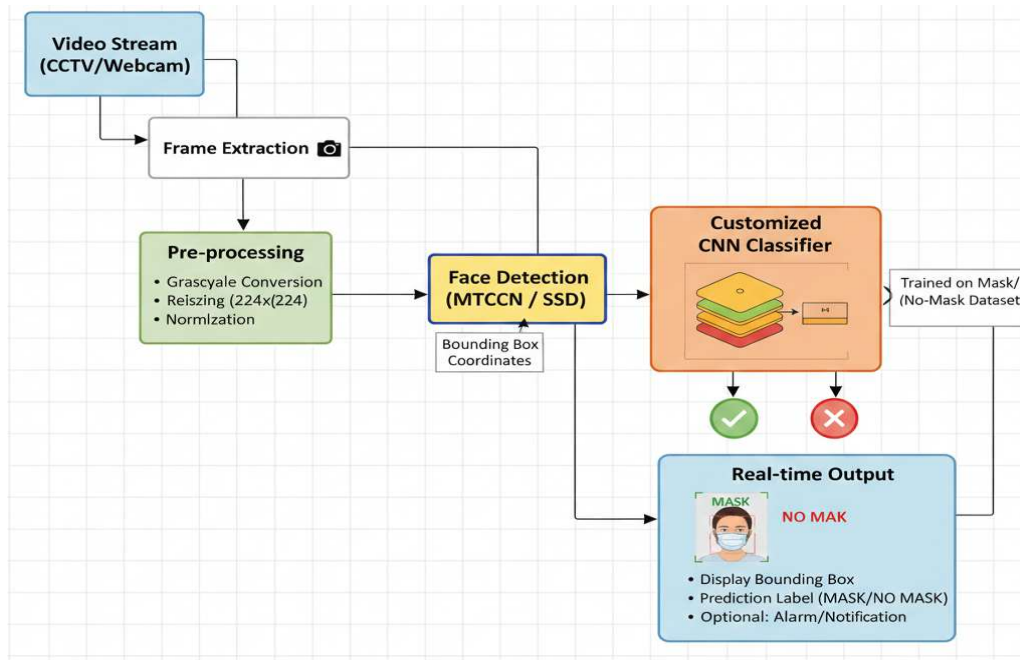 Video Stream
(CCTV/Webcam)
Frame Extraction
Pre-processing
• Grascyale Conversion
• Reiszing (224x(224)
• Normlzation
Face Detection
(MTCCN / SSD)
Bounding Box
Coordinates
Customized
CNN Classifier
Trained on Mask/
(No-Mask Dataset
Real-time Output
MASK
NO MAK
• Display Bounding Box
• Prediction Label (MASK/NO MASK)
• Optional: Alarm/Notification